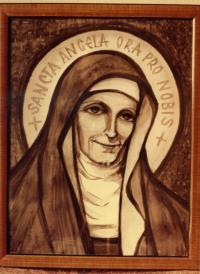 + SANCTA ANGELA ORA PRO NOBIS +